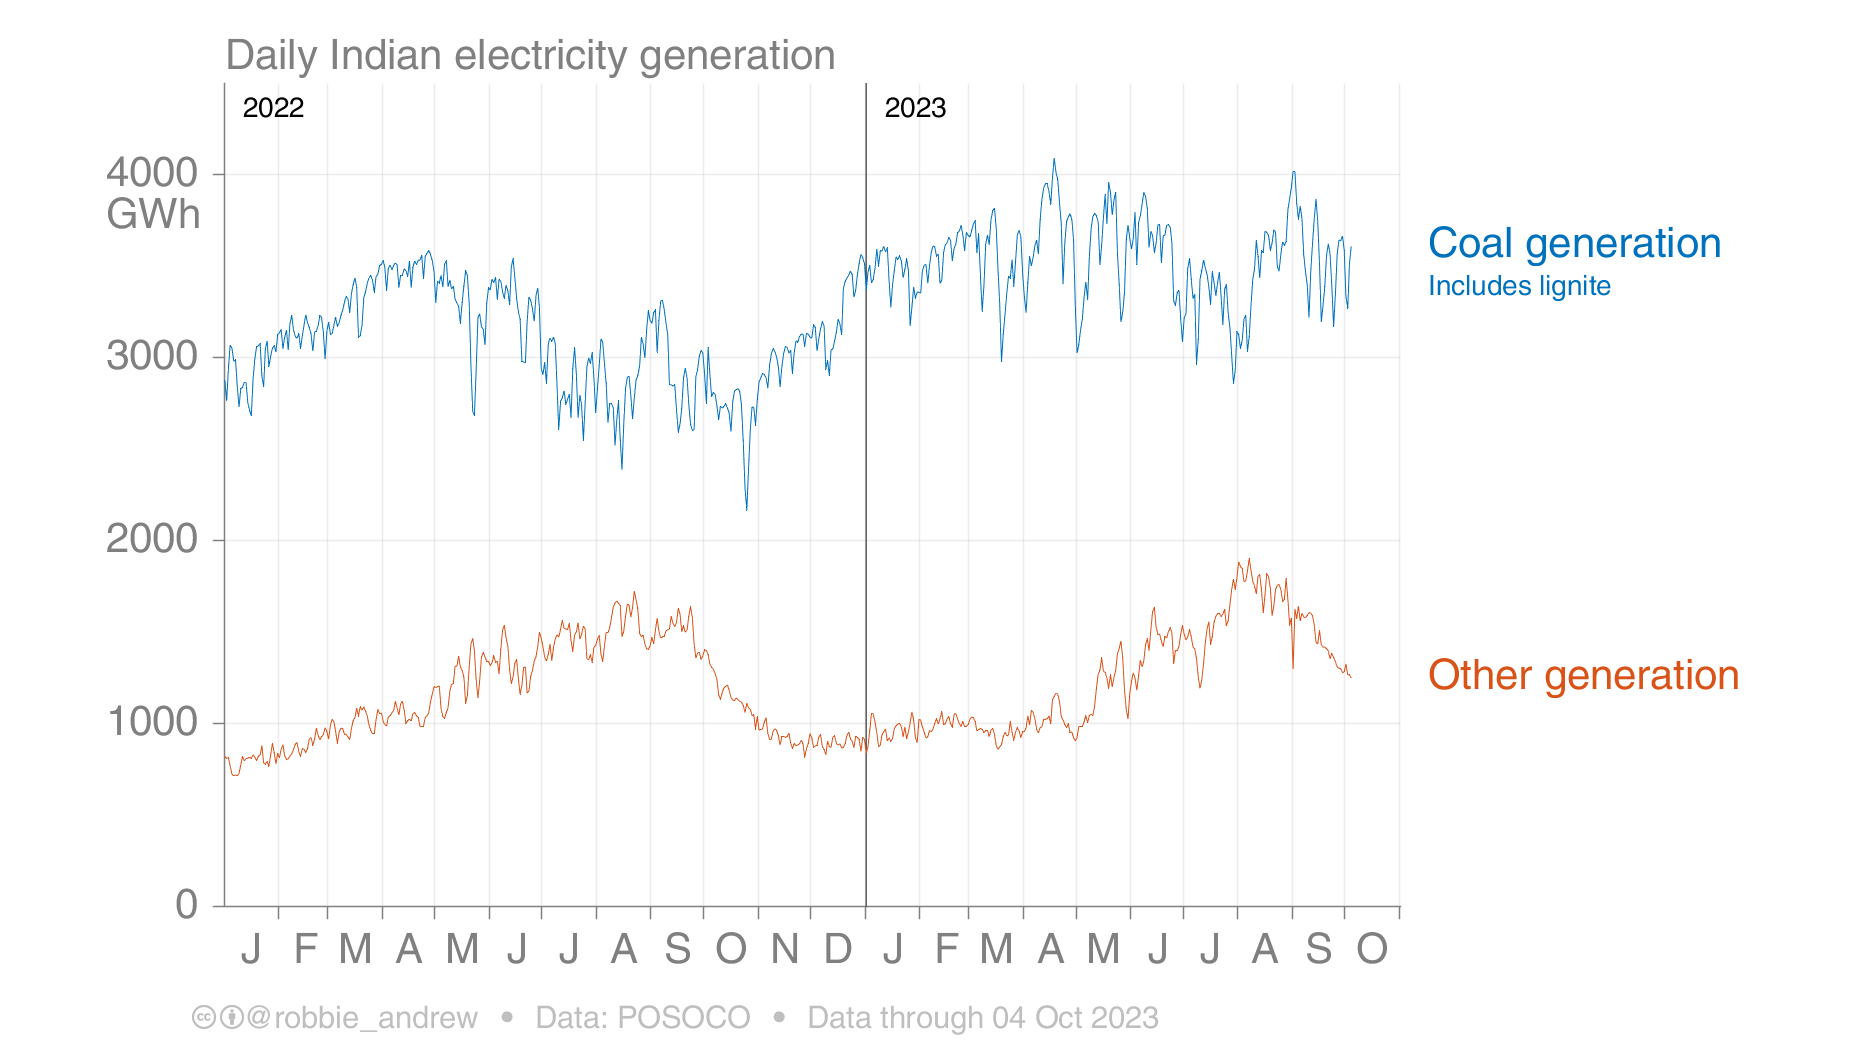 Daily Indian electricity generation
2022
2023
4000
GWh
3000
2000
1000
0
Coal generation
Includes lignite
Other generation
J F M A M J J A S O N D J F M A M J J A S O
@robbie_andrew • Data: POSOCO • Data through 04 Oct 2023